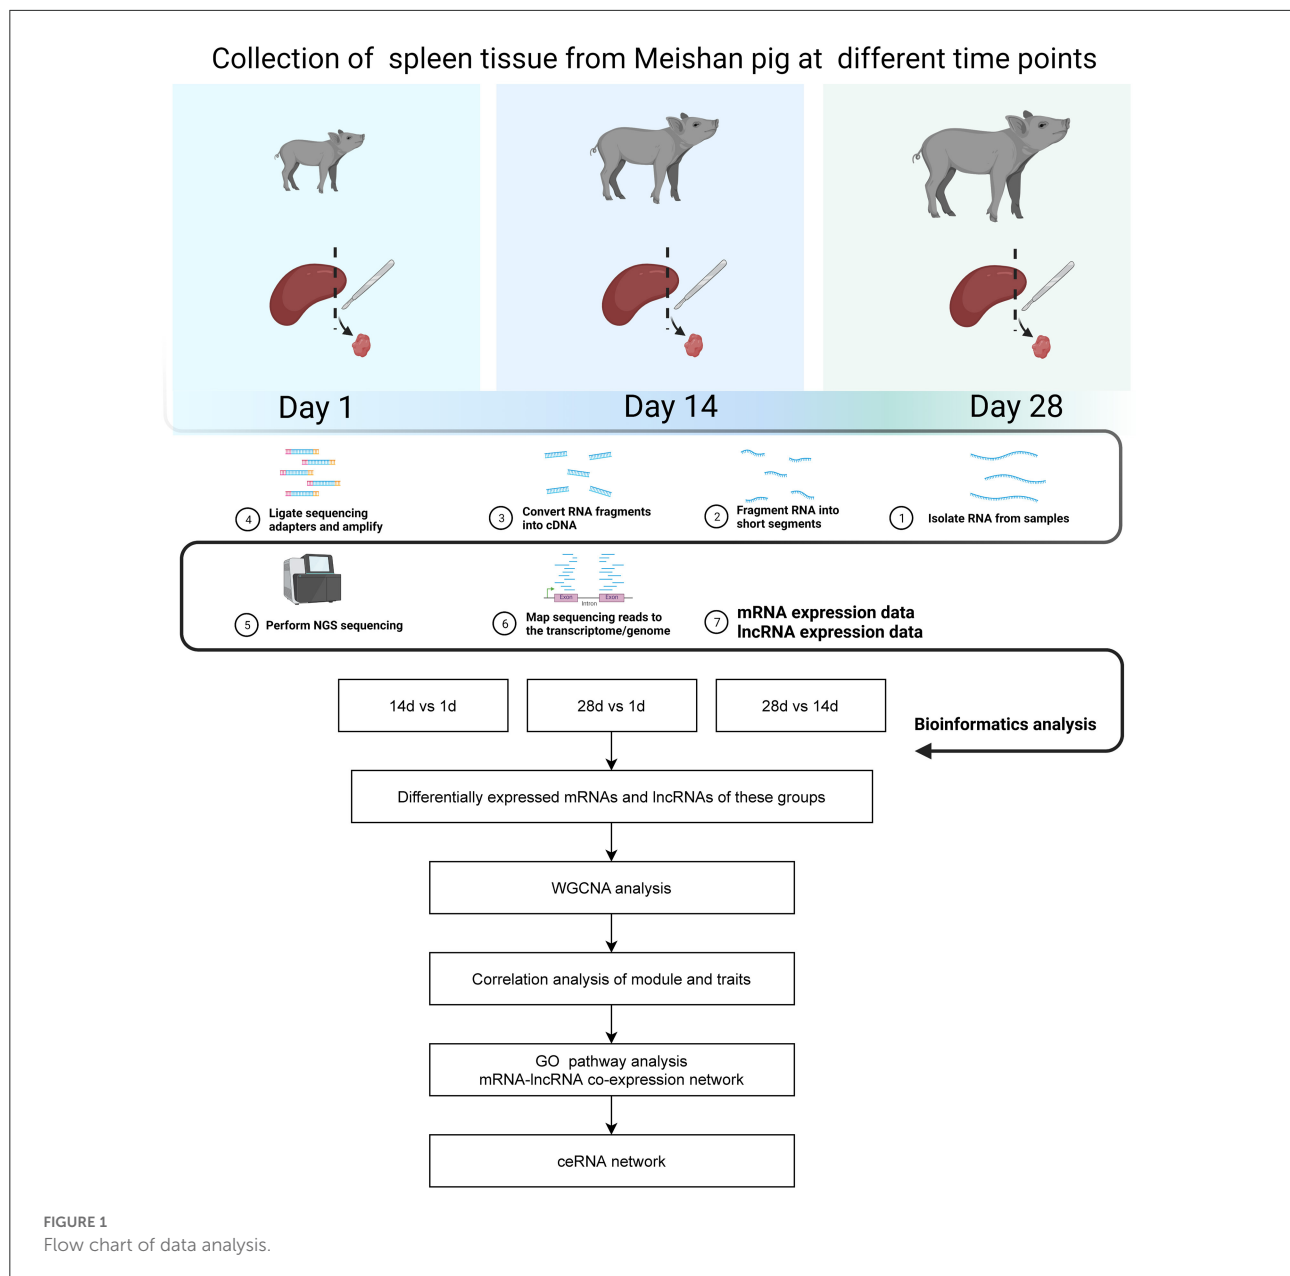 Collection of spleen tissue from Meishan pig at different time points
Day 1
Day 14
Day 28
1 Isolate RNA from samples
2 Fragment RNA into
short segments
3 Convert RNA fragments
into cDNA
4 Ligate sequencing
adapters and amplify
5 Perform NGS sequencing
Exon
Intron
Exon
6 Map sequencing reads to
the transcriptome/genome
7 mRNA expression data
lncRNA expression data
Bioinformatics analysis
14d vs 1d
28d vs 1d
28d vs 14d
Differentially expressed mRNAs and lncRNAs of these groups
WGCNA analysis
Correlation analysis of module and traits
GO pathway analysis
mRNA-lncRNA co-expression network
ceRNA network
FIGURE 1
Flow chart of data analysis.